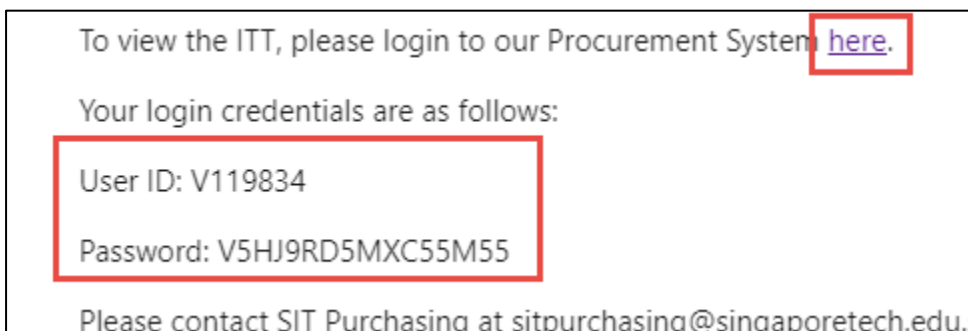 To view the ITT, please login to our Procurement System here.
Your login credentials are as follows:
User ID: V119834
Password: V5HJ9RD5MXC55M55
Please contact SIT Purchasing at sitpurchasing@singaporetech.edu.